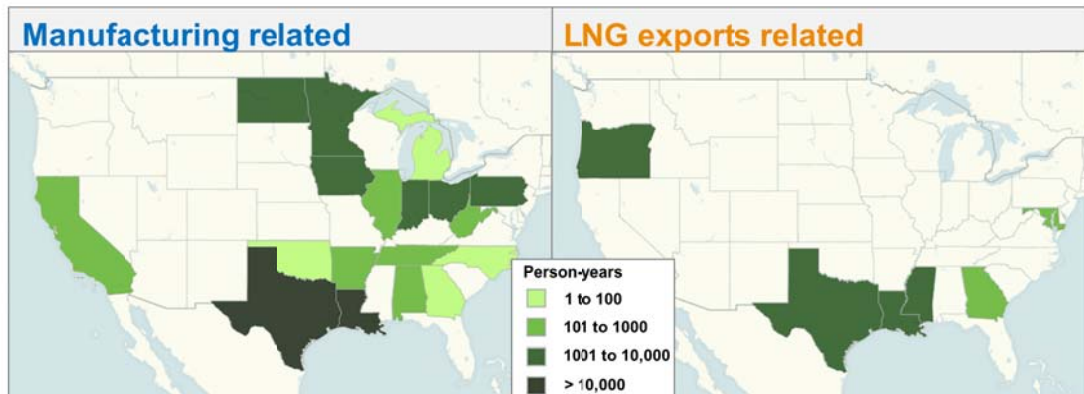 Manufacturing related
LNG exports related
Person-years
1 to 100
101 to 1000
1001 to 10,000
> 10,000